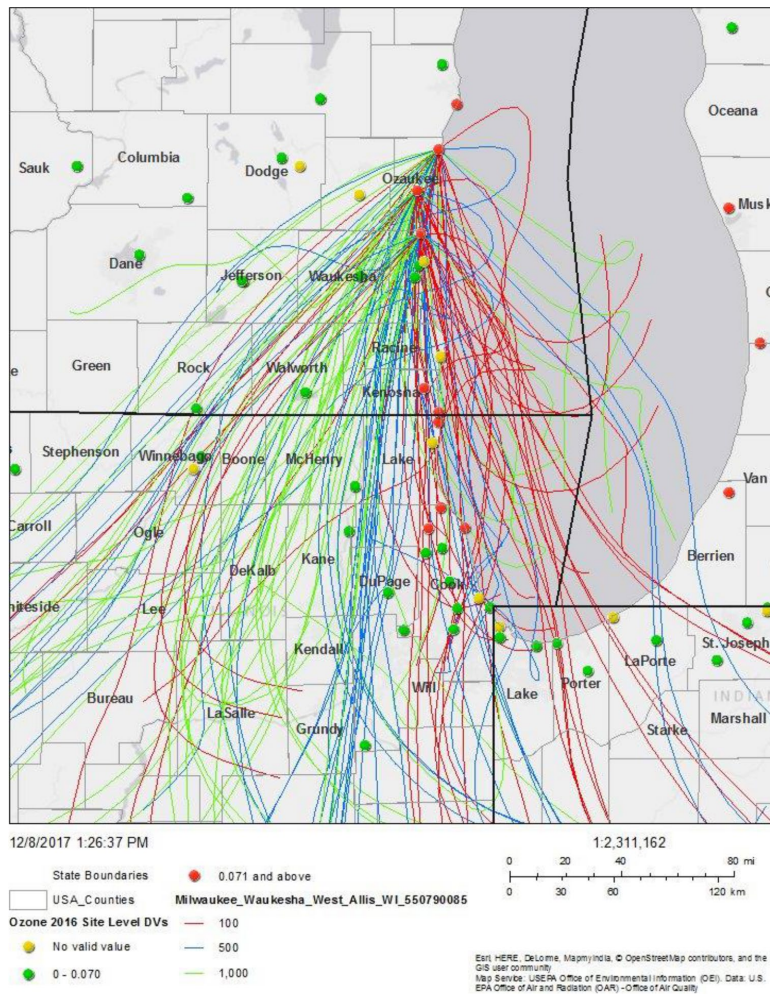 Oceana
Columbia
Sauk
Dodge
Ozaukee
Musk
Dane
Jefferson
Waukesha
Racine
Green
Rock
Walworth
Kenosha
Stephenson
Winnebago
Boone
McHenry
Lake
Van
Carroll
Ogle
Berrien
Kane
DeKalb
DuPage
Cook
hiteside
Lee
Kendall
St. Joseph
LaPorte
Bureau
LaSalle
Will
Lake
Porter
INDIAN
Marshall
Grundy
Starke
12/8/2017 1:26:37 PM
1:2,311,162
State Boundaries
0.071 and above
0 20 40 80 mi
USA_Counties
Milwaukee_Waukesha_West_Allis_WI_550790085
0 30 60 120 km
Ozone 2016 Site Level DVs
100
No valid value
500
0 - 0.070
1,000
Esri, HERE, DeLorme, MapmyIndia, © OpenStreetMap contributors, and the
GIS user community
Map Service: USEPA Office of Environmental Information (OEI). Data: U.S.
EPA Office of Air and Radiation (OAR) - Office of Air Quality